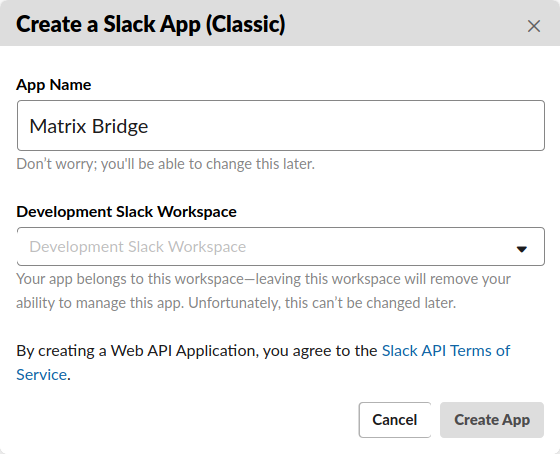 Create a Slack App (Classic)
App Name
Matrix Bridge
Don’t worry; you'll be able to change this later.
Development Slack Workspace
Development Slack Workspace
Your app belongs to this workspace—leaving this workspace will remove your
ability to manage this app. Unfortunately, this can’t be changed later.
By creating a Web API Application, you agree to the Slack API Terms of
Service.
Cancel
Create App